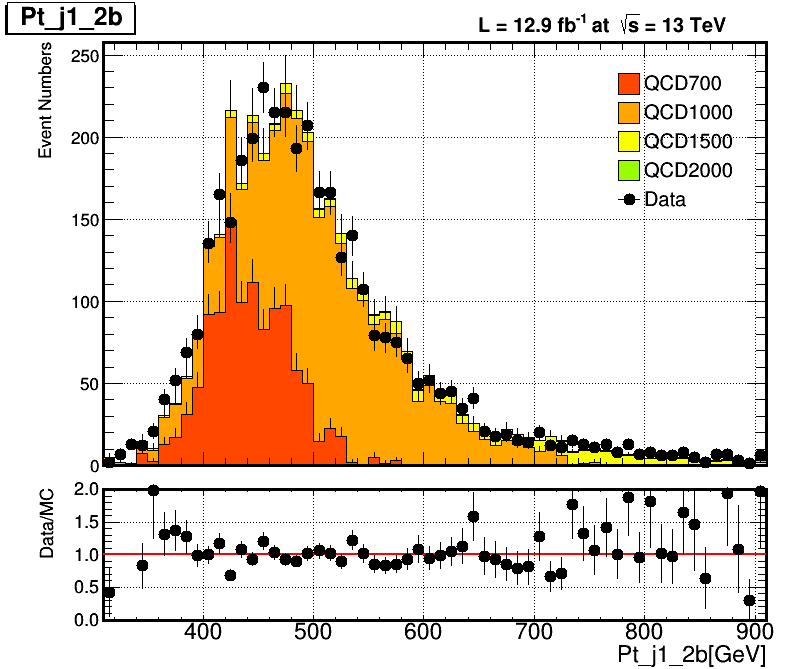 Pt_j1_2b
L = 12.9 fb⁻¹ at √s = 13 TeV
Event Numbers
250
200
150
100
50
0
QCD700
QCD1000
QCD1500
QCD2000
Data
Data/MC
2.0
1.5
1.0
0.5
0.0
400 500 600 700 800 900
Pt_j1_2b[GeV]